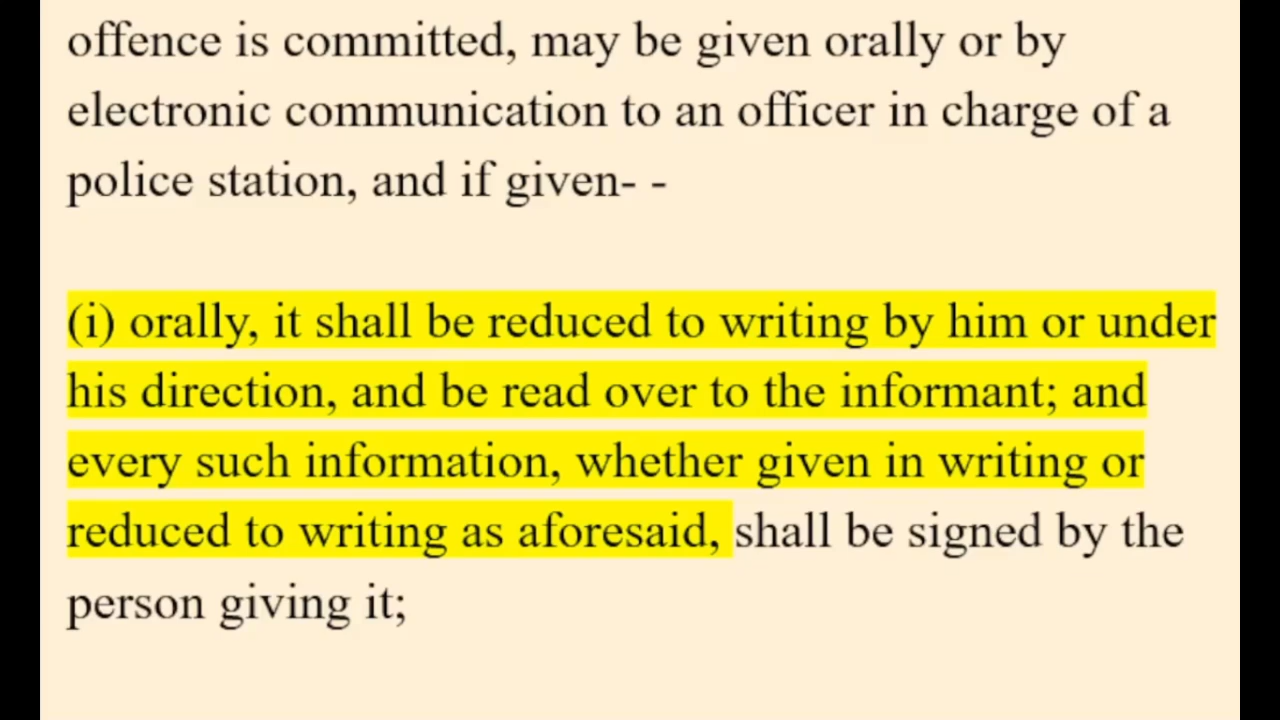 offence is committed, may be given orally or by
electronic communication to an officer in charge of a
police station, and if given- -
(i) orally, it shall be reduced to writing by him or under
his direction, and be read over to the informant; and
every such information, whether given in writing or
reduced to writing as aforesaid, shall be signed by the
person giving it;